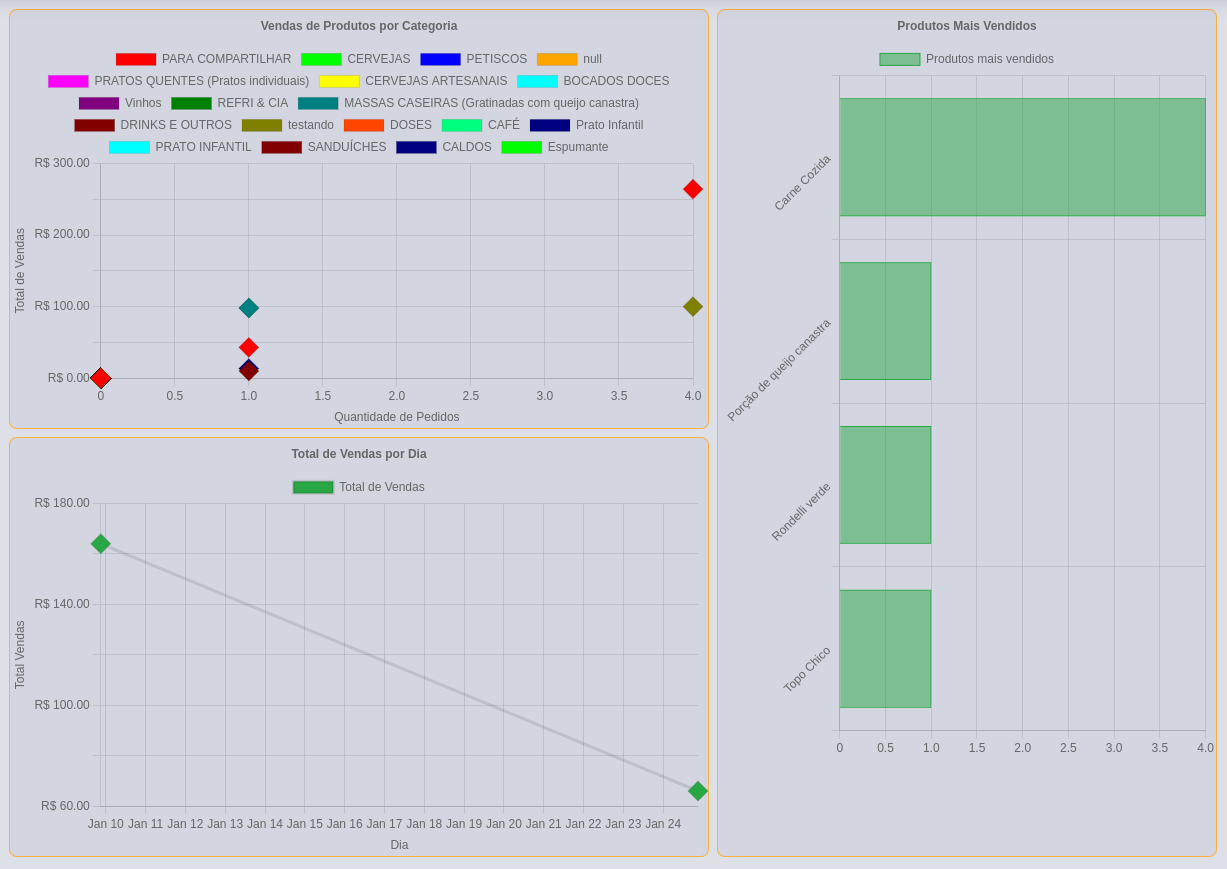 Vendas de Produtos por Categoria
PARA COMPARTILHAR CERVEJAS PETISCOS null
PRATOS QUENTES (Pratos individuais) CERVEJAS ARTESANAIS BOCADOS DOCES
Vinhos REFRI & CIA MASSAS CASEIRAS (Gratinadas com queijo canastra)
DRINKS E OUTROS testando DOSES CAFÉ Prato Infantil
PRATO INFANTIL SANDUÍCHES CALDOS Espumante
R$ 300.00
R$ 200.00
R$ 100.00
R$ 0.00
Total de Vendas
0 0.5 1.0 1.5 2.0 2.5 3.0 3.5 4.0
Quantidade de Pedidos
Total de Vendas por Dia
Total de Vendas
R$ 180.00
R$ 140.00
R$ 100.00
R$ 60.00
Total Vendas
Jan 10 Jan 11 Jan 12 Jan 13 Jan 14 Jan 15 Jan 16 Jan 17 Jan 18 Jan 19 Jan 20 Jan 21 Jan 22 Jan 23 Jan 24
Dia
Produtos Mais Vendidos
Produtos mais vendidos
Carne Cozida
Porção de queijo canastra
Rondelli verde
Topo Chico
0 0.5 1.0 1.5 2.0 2.5 3.0 3.5 4.0